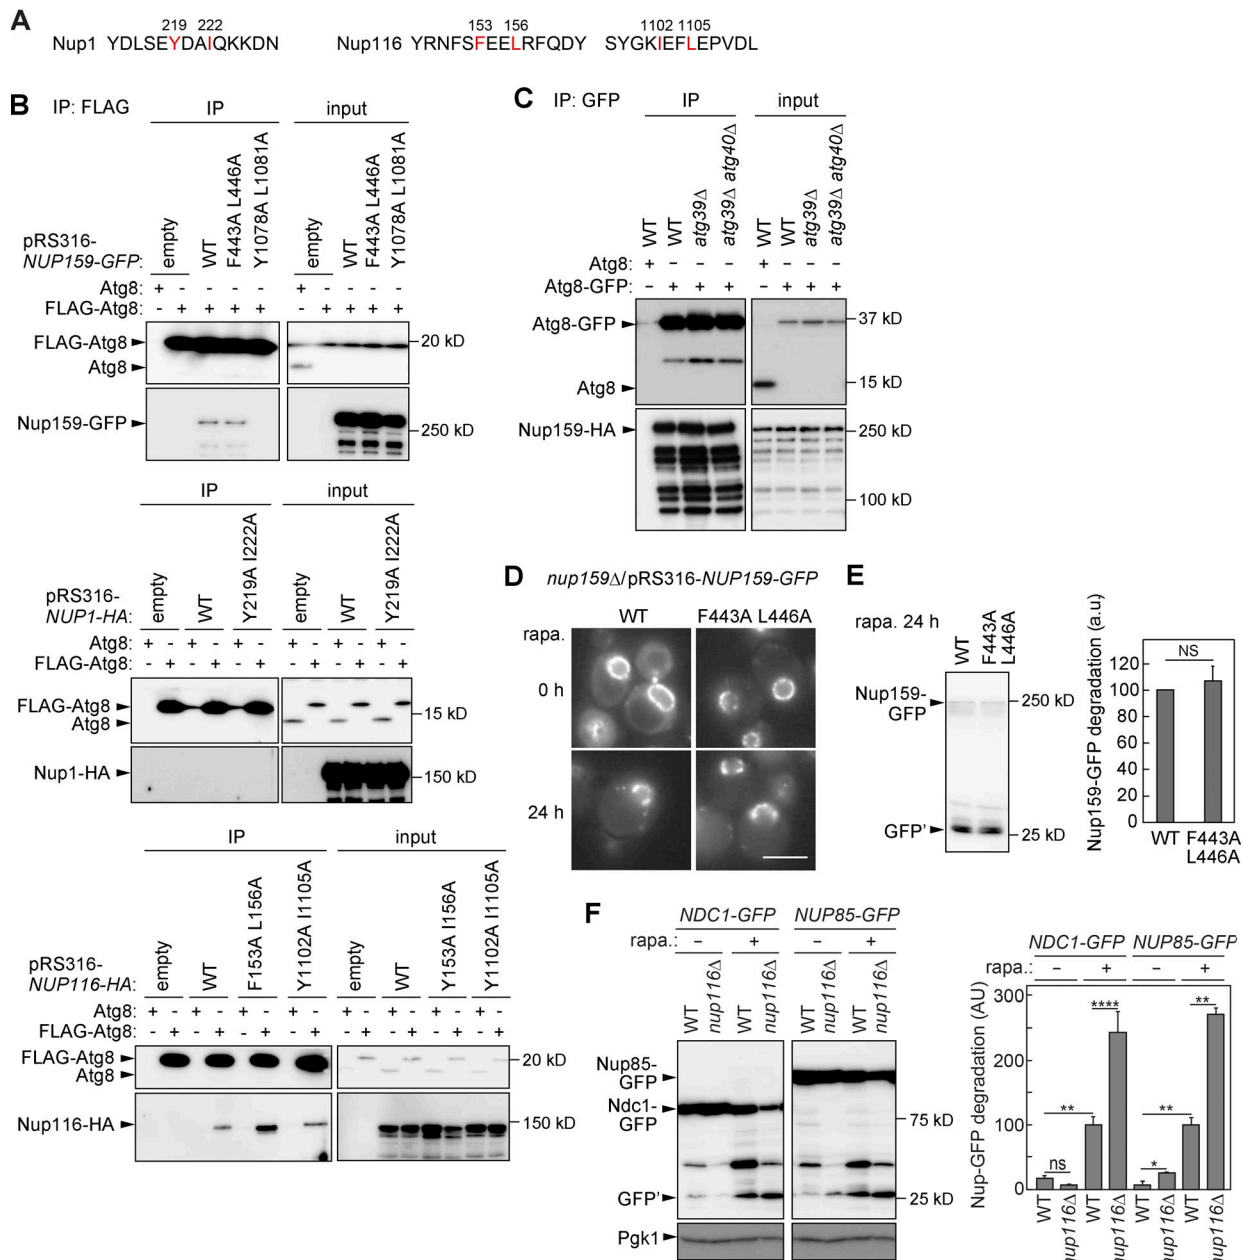 A
219 222
Nup1 YDLSEYDAIQKKDN
153 156 1102 1105
Nup116 YRNFSFEELRFQDY SYGKIEFLEPVDL
B
IP: FLAG
IP input
pRS316-
NUP159-GFP:
empty WT F443A L446A Y1078A L1081A empty WT F443A L446A Y1078A L1081A
Atg8: + - - - - + - - - -
FLAG-Atg8: - + + + + - + + + +
FLAG-Atg8
Atg8
20 kD
Nup159-GFP
250 kD
IP input
pRS316-
NUP1-HA:
empty WT Y219A I222A empty WT Y219A I222A
Atg8: + - + - + - + - + - + -
FLAG-Atg8: - + - + - + - + - + - +
FLAG-Atg8
Atg8
15 kD
Nup1-HA
150 kD
IP input
pRS316-
NUP116-HA:
empty WT F153A L156A Y1102A I1105A empty WT Y153A I156A Y1102A I1105A
Atg8: + - + - + - + - + - + - + - + -
FLAG-Atg8: - + - + - + - + - + - + - + - +
FLAG-Atg8
Atg8
20 kD
Nup116-HA
150 kD
C
IP: GFP
IP input
WT WT atg39Δ atg39Δ atg40Δ WT WT atg39Δ atg39Δ atg40Δ
Atg8: + - - - + - - -
Atg8-GFP: - + + + - + + +
Atg8-GFP
37 kD
Atg8
15 kD
Nup159-HA
250 kD
100 kD
D
nup159Δ/pRS316-NUP159-GFP
WT F443A L446A
rapa.
0 h
24 h
E
rapa. 24 h
WT F443A L446A
Nup159-
GFP
250 kD
GFP'
25 kD
Nup159-GFP degradation (a.u)
NS
120
100
80
60
40
20
0
WT F443A
L446A
F
NDC1-GFP NUP85-GFP
rapa.: - + - +
WT nup116Δ WT nup116Δ WT nup116Δ WT nup116Δ
Nup85-
GFP
Ndc1-
GFP
75 kD
GFP'
25 kD
Pgk1
NDC1-GFP NUP85-GFP
rapa.: - + - +
Nup-GFP degradation (AU)
300
200
100
0
ns ** **** * ** **
WT nup116Δ WT nup116Δ WT nup116Δ WT nup116Δ